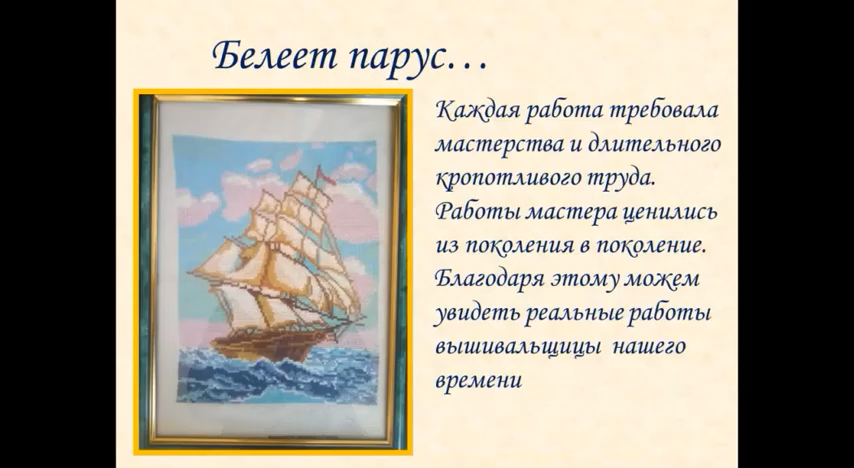 Белеет парус…
Каждая работа требовала
мастерства и длительного
кропотливого труда.
Работы мастера ценились
из поколения в поколение.
Благодаря этому можем
увидеть реальные работы
вышивальщицы нашего
времени